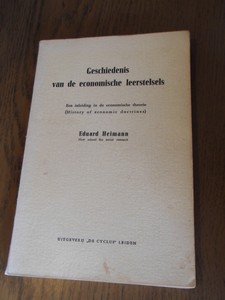 Geschiedenis
van de economische leerstelsels
Een inleiding in de economische theorie
(History of economic doctrines)
Eduard Heimann
UITGEVERIJ „DE CYCLUS" LEIDEN